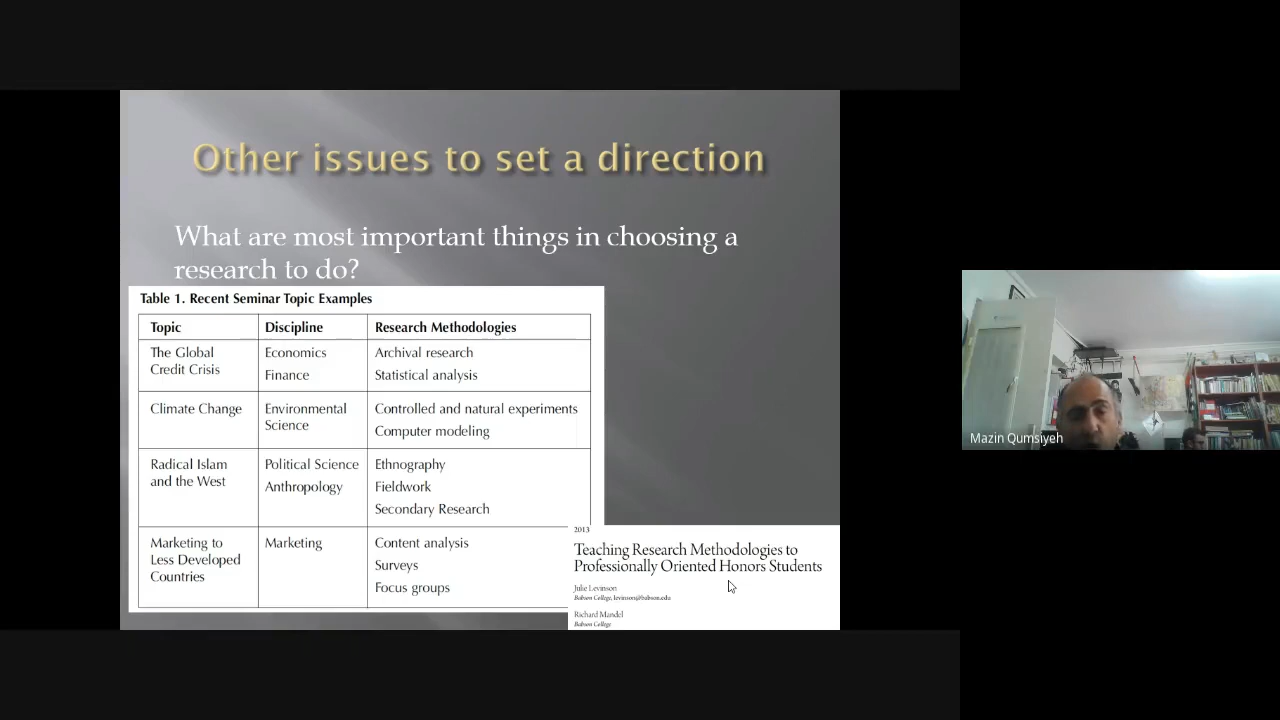 Other issues to set a direction
What are most important things in choosing a
research to do?
Table 1. Recent Seminar Topic Examples
Topic Discipline Research Methodologies
The Global Economics Archival research
Credit Crisis Finance Statistical analysis
Climate Change Environmental Controlled and natural experiments
Science Computer modeling
Radical Islam Political Science Ethnography
and the West Anthropology Fieldwork
Secondary Research
Marketing to Marketing Content analysis
Less Developed Surveys
Countries Focus groups
2013
Teaching Research Methodologies to
Professionally Oriented Honors Students
Julie Levinson
Babson College, levinson@babson.edu
Richard Mandel
Babson College
Mazin Qumsiyeh